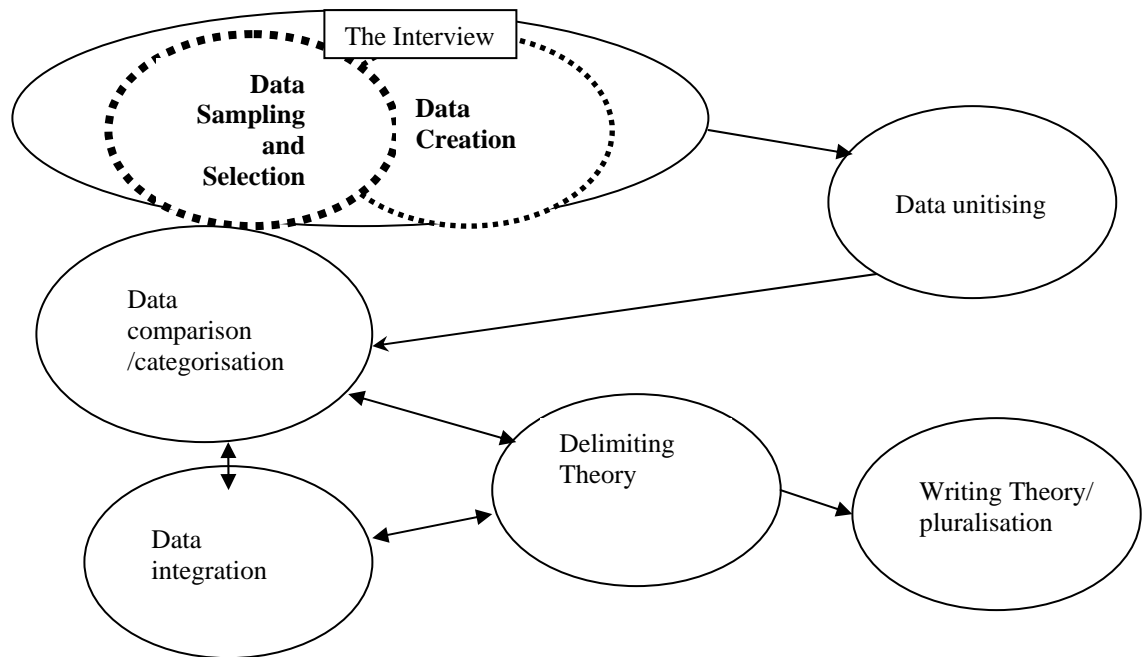 The Interview
Data
Sampling
and
Selection
Data
Creation
Data unitising
Data
comparison
/categorisation
Delimiting
Theory
Writing Theory/
pluralisation
Data
integration